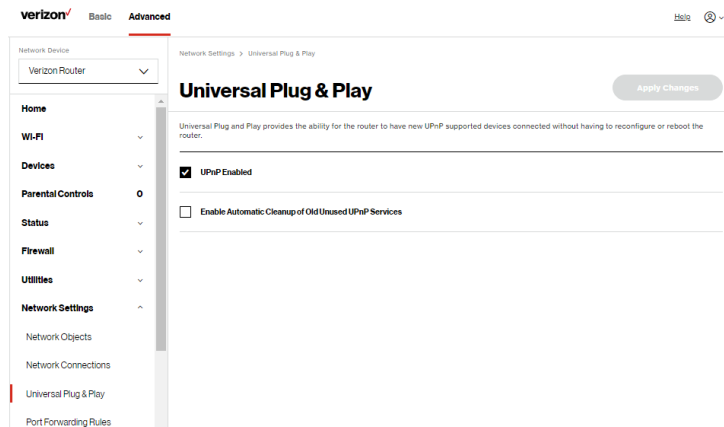 verizon✓ Basic Advanced Help
Network Device
Verizon Router
Home
Wi-Fi
Devices
Parental Controls 0
Status
Firewall
Utilities
Network Settings
Network Objects
Network Connections
Universal Plug & Play
Port Forwarding Rules
Network Settings > Universal Plug & Play
Universal Plug & Play
Apply Changes
Universal Plug and Play provides the ability for the router to have new UPnP supported devices connected without having to reconfigure or reboot the
router.
UPnP Enabled
Enable Automatic Cleanup of Old Unused UPnP Services